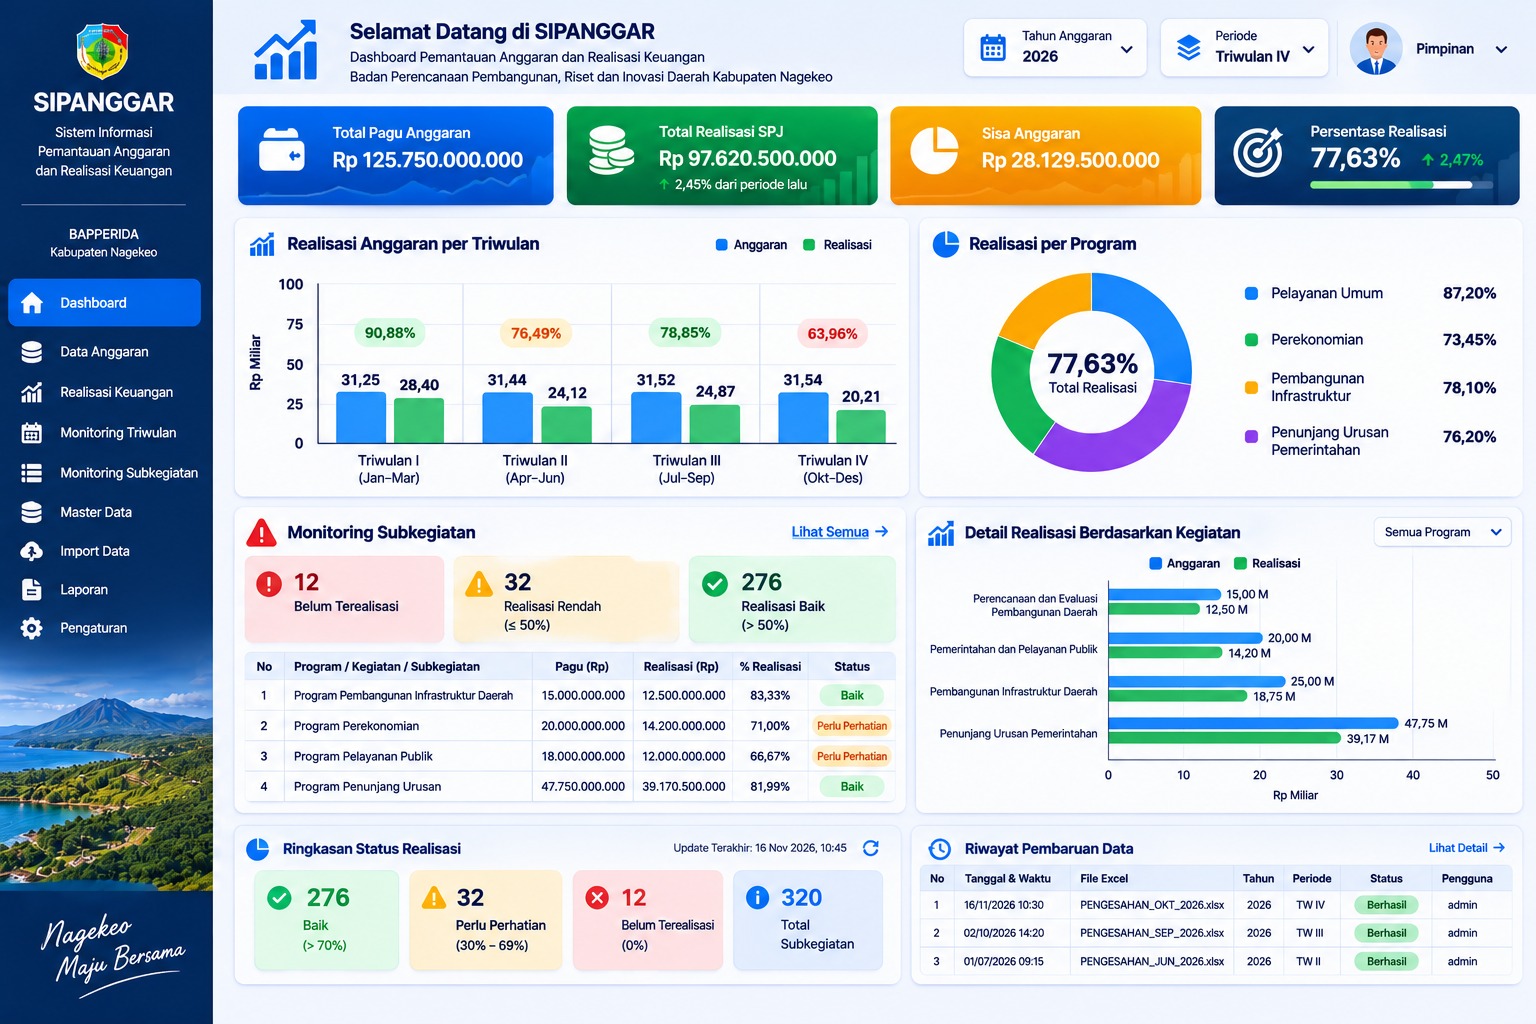 SIPANGGAR
Sistem Informasi
Pemantauan Anggaran
dan Realisasi Keuangan
BAPPERIDA
Kabupaten Nagekeo
Dashboard
Data Anggaran
Realisasi Keuangan
Monitoring Triwulan
Monitoring Subkegiatan
Master Data
Import Data
Laporan
Pengaturan
Nagekeo
Maju Bersama
Selamat Datang di SIPANGGAR
Dashboard Pemantauan Anggaran dan Realisasi Keuangan
Badan Perencanaan Pembangunan, Riset dan Inovasi Daerah Kabupaten Nagekeo
Tahun Anggaran
2026
Periode
Triwulan IV
Pimpinan
Total Pagu Anggaran
Rp 125.750.000.000
Total Realisasi SPJ
Rp 97.620.500.000
↑ 2,45% dari periode lalu
Sisa Anggaran
Rp 28.129.500.000
Persentase Realisasi
77,63% ↑ 2,47%
Realisasi Anggaran per Triwulan
Anggaran Realisasi
Rp Miliar
100
75
50
25
0
90,88% 76,49% 78,85% 63,96%
31,25 28,40 31,44 24,12 31,52 24,87 31,54 20,21
Triwulan I Triwulan II Triwulan III Triwulan IV
(Jan–Mar) (Apr–Jun) (Jul–Sep) (Okt–Des)
Realisasi per Program
77,63%
Total Realisasi
Pelayanan Umum 87,20%
Perekonomian 73,45%
Pembangunan
Infrastruktur 78,10%
Penunjang Urusan
Pemerintahan 76,20%
Monitoring Subkegiatan
Lihat Semua →
12
Belum Terealisasi
32
Realisasi Rendah
(≤ 50%)
276
Realisasi Baik
(> 50%)
No Program / Kegiatan / Subkegiatan Pagu (Rp) Realisasi (Rp) % Realisasi Status
1 Program Pembangunan Infrastruktur Daerah 15.000.000.000 12.500.000.000 83,33% Baik
2 Program Perekonomian 20.000.000.000 14.200.000.000 71,00% Perlu Perhatian
3 Program Pelayanan Publik 18.000.000.000 12.000.000.000 66,67% Perlu Perhatian
4 Program Penunjang Urusan 47.750.000.000 39.170.500.000 81,99% Baik
Detail Realisasi Berdasarkan Kegiatan
Semua Program
Anggaran Realisasi
Perencanaan dan Evaluasi
Pembangunan Daerah
15,00 M
12,50 M
Pemerintahan dan Pelayanan Publik
20,00 M
14,20 M
Pembangunan Infrastruktur Daerah
25,00 M
18,75 M
Penunjang Urusan Pemerintahan
47,75 M
39,17 M
0 10 20 30 40 50
Rp Miliar
Ringkasan Status Realisasi
Update Terakhir: 16 Nov 2026, 10:45
276
Baik
(> 70%)
32
Perlu Perhatian
(30% – 69%)
12
Belum Terealisasi
(0%)
320
Total
Subkegiatan
Riwayat Pembaruan Data
Lihat Detail →
No Tanggal & Waktu File Excel Tahun Periode Status Pengguna
1 16/11/2026 10:30 PENGESAHAN_OKT_2026.xlsx 2026 TW IV Berhasil admin
2 02/10/2026 14:20 PENGESAHAN_SEP_2026.xlsx 2026 TW III Berhasil admin
3 01/07/2026 09:15 PENGESAHAN_JUN_2026.xlsx 2026 TW II Berhasil admin